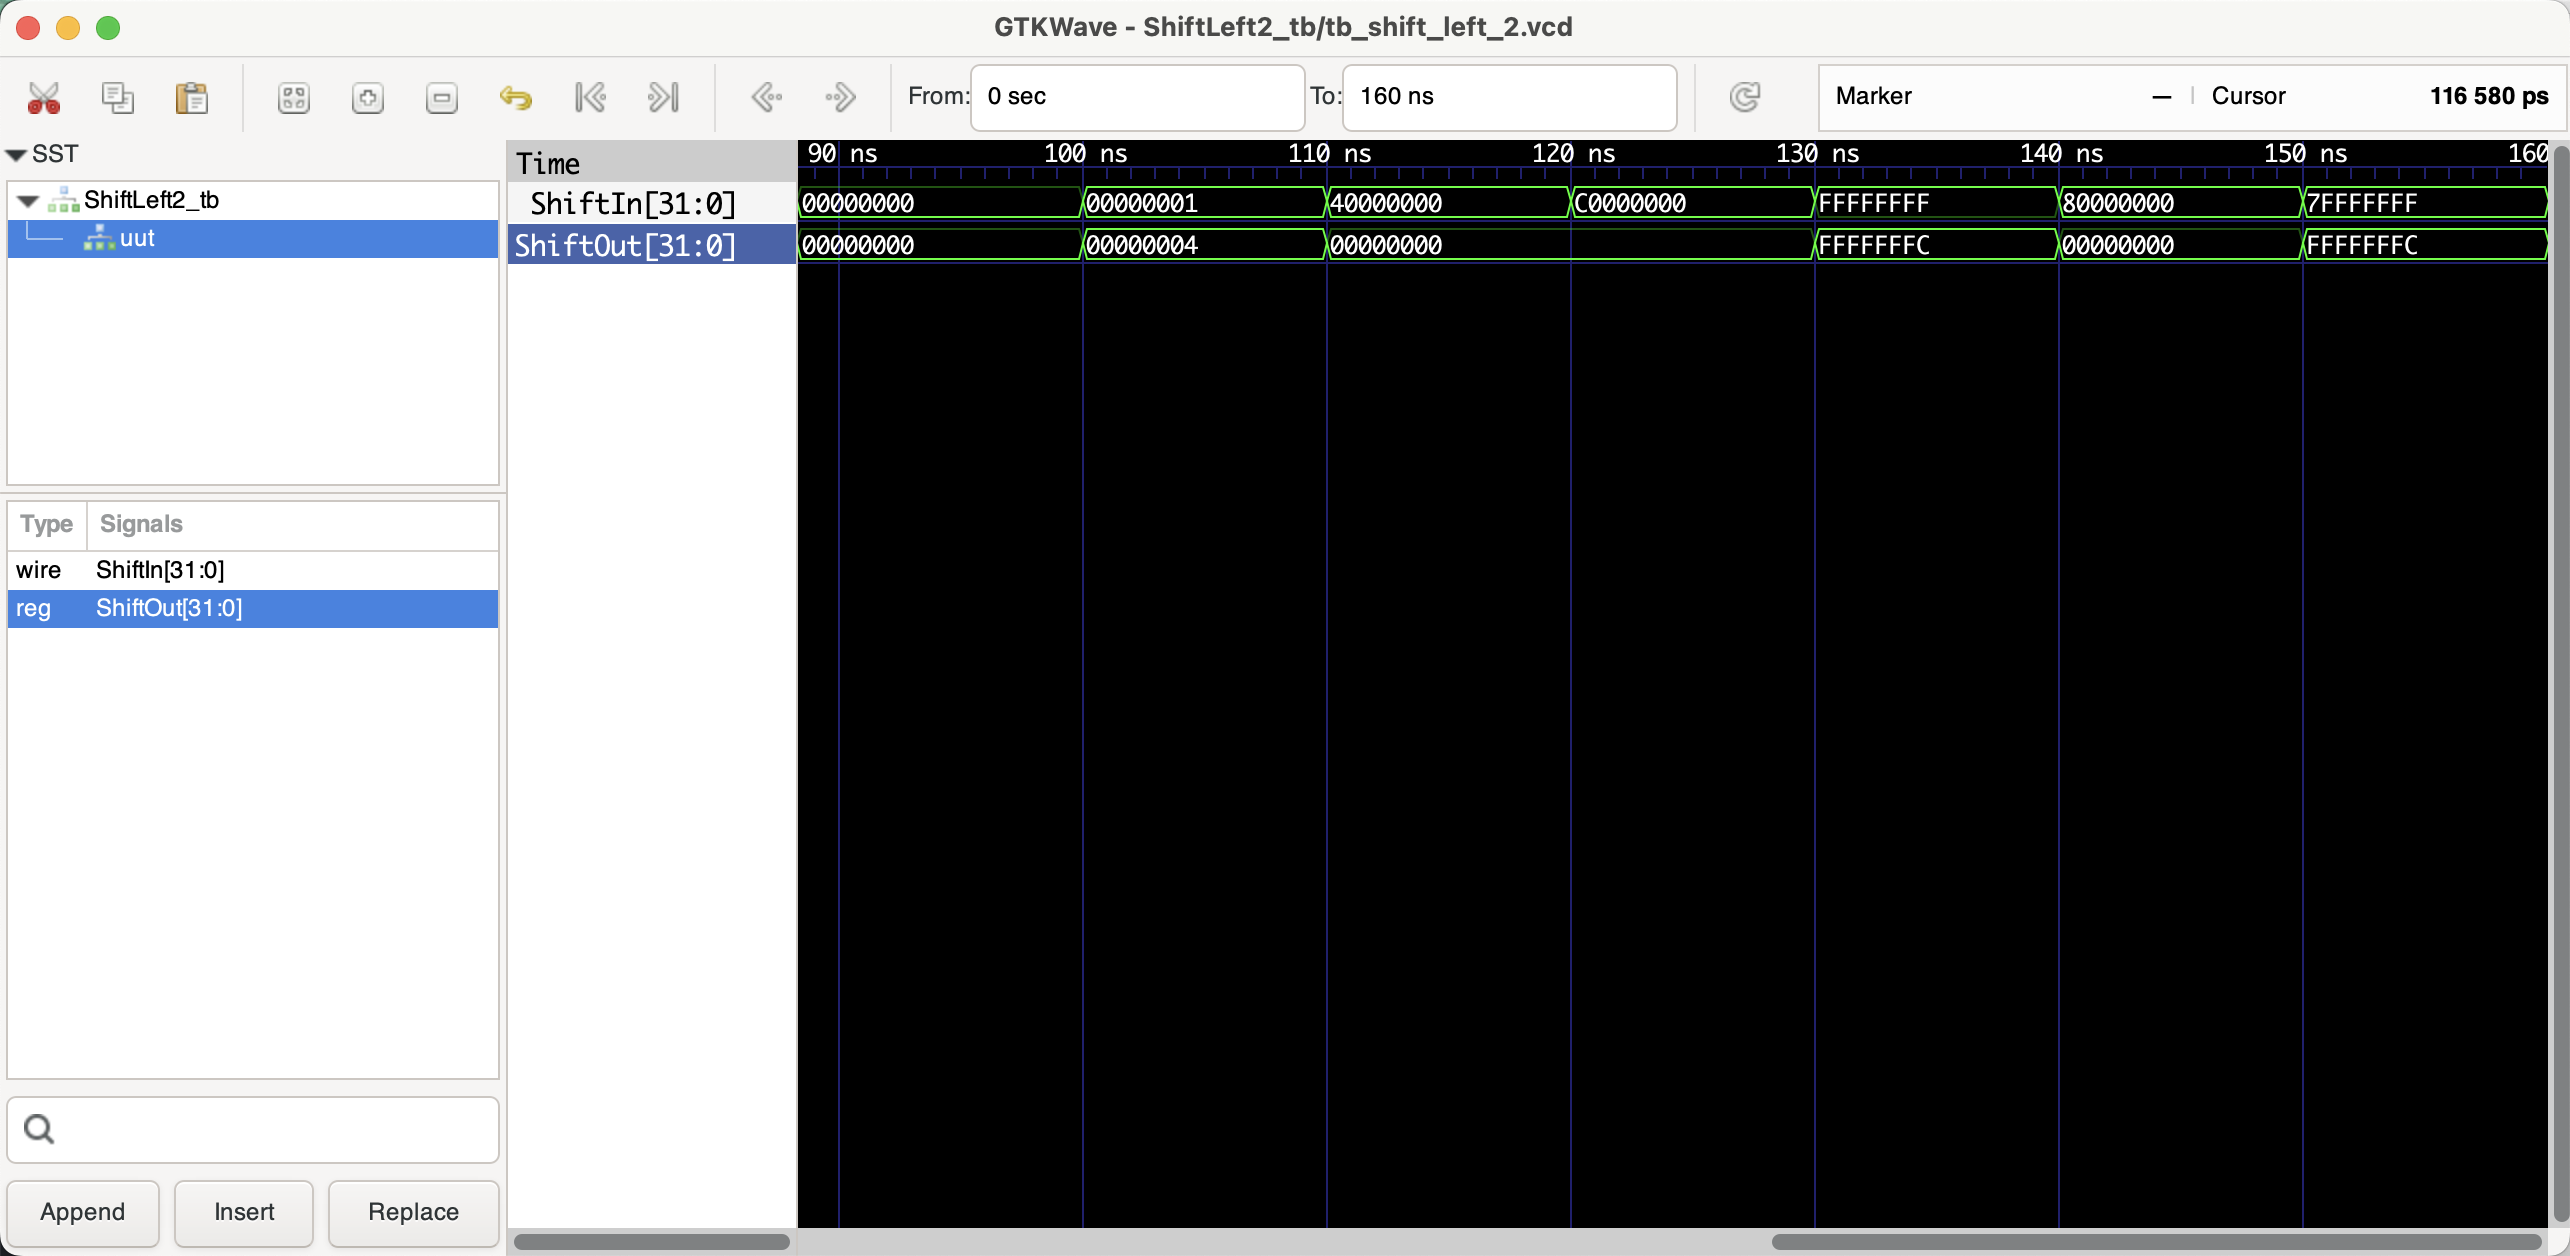 GTKWave - ShiftLeft2_tb/tb_shift_left_2.vcd
From: 0 sec To: 160 ns Marker — | Cursor 116 580 ps
SST
ShiftLeft2_tb
uut
Type Signals
wire ShiftIn[31:0]
reg ShiftOut[31:0]
Append Insert Replace
Time
ShiftIn[31:0]
ShiftOut[31:0]
90 ns 100 ns 110 ns 120 ns 130 ns 140 ns 150 ns 160
00000000 00000001 40000000 C0000000 FFFFFFFF 80000000 7FFFFFFF
00000000 00000004 00000000 FFFFFFFC 00000000 FFFFFFFC